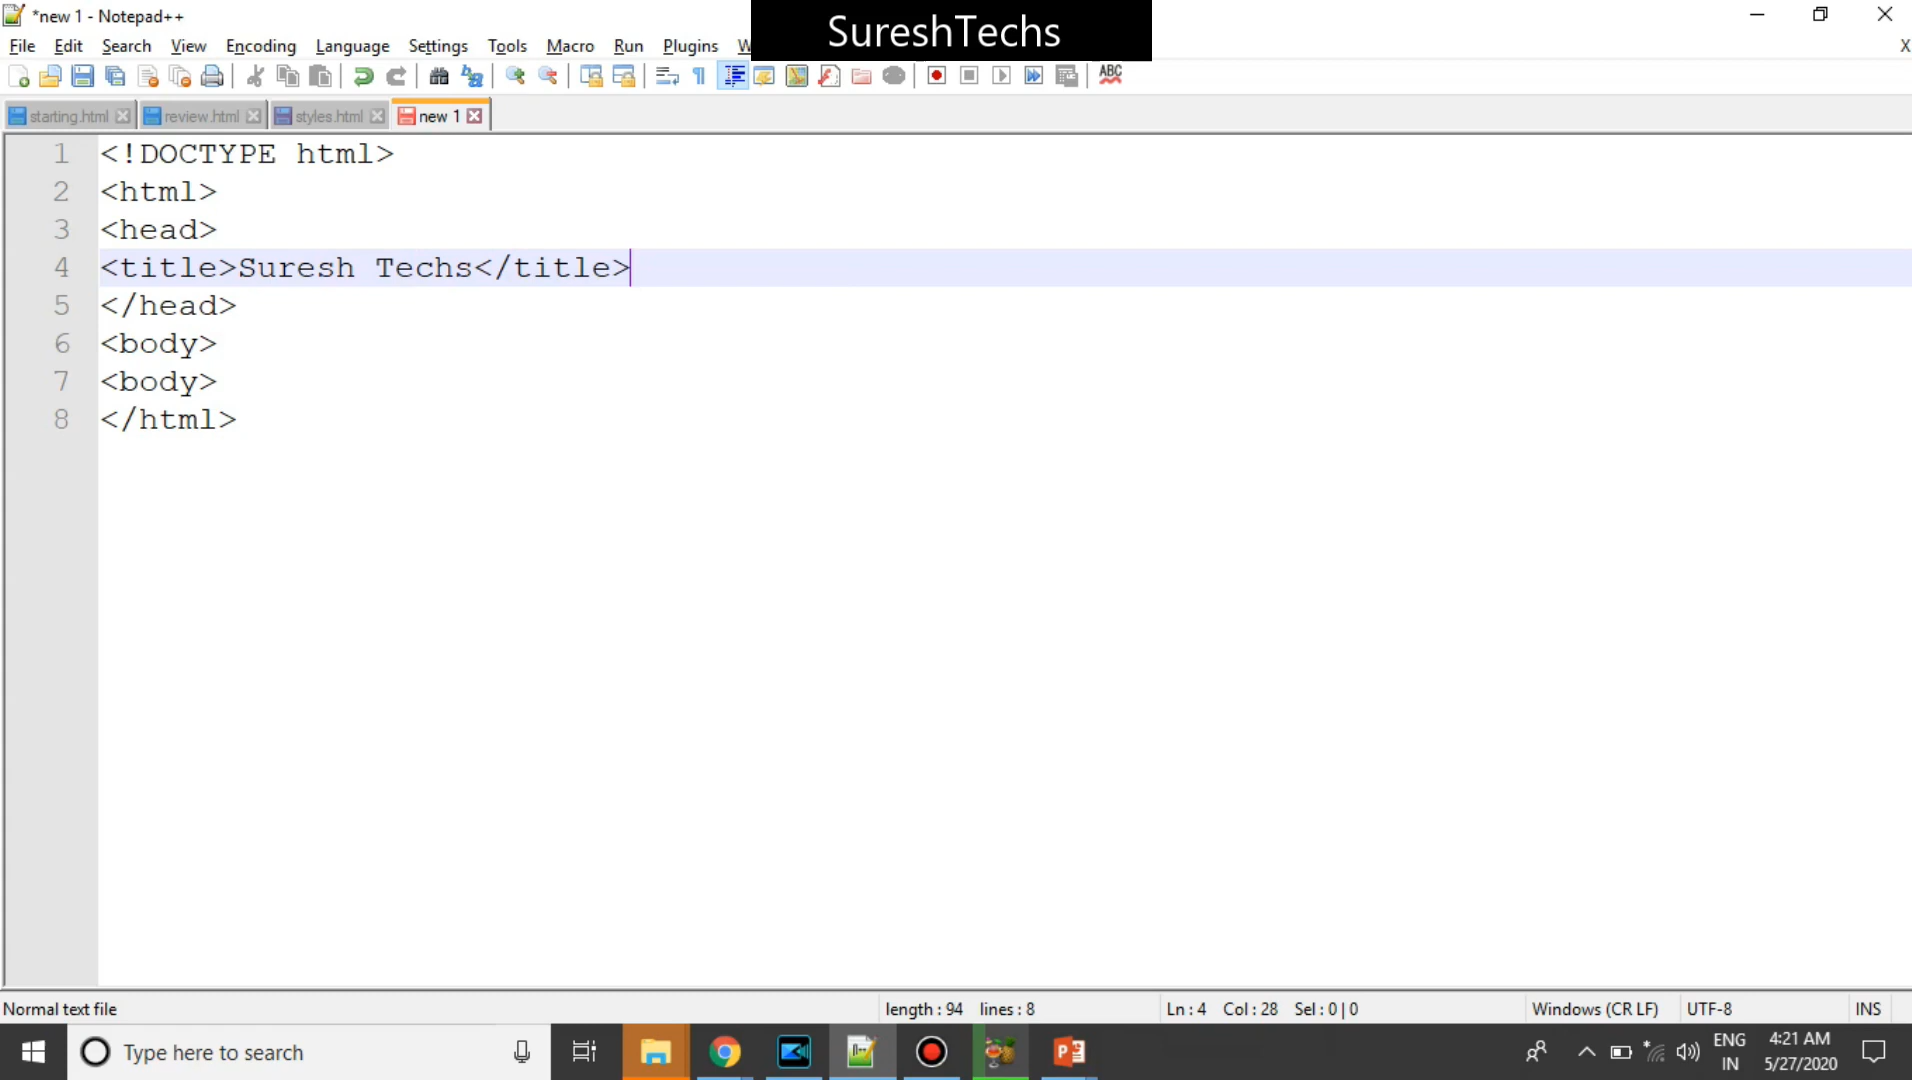 *new 1 - Notepad++
SureshTechs
File Edit Search View Encoding Language Settings Tools Macro Run Plugins W
X
ABC
starting.html review.html styles.html new 1
1 <!DOCTYPE html>
2 <html>
3 <head>
4 <title>Suresh Techs</title>
5 </head>
6 <body>
7 <body>
8 </html>
Normal text file length : 94 lines : 8 Ln : 4 Col : 28 Sel : 0 | 0 Windows (CR LF) UTF-8 INS
Type here to search
ENG
IN
4:21 AM
5/27/2020